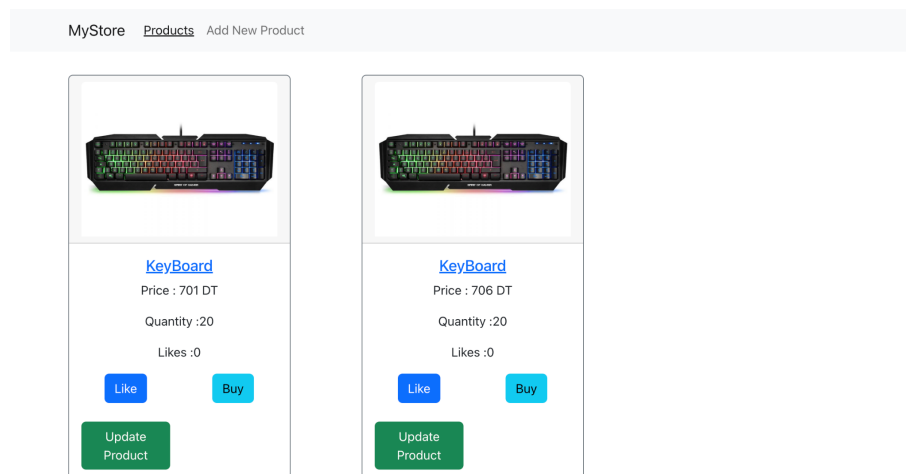 MyStore Products Add New Product
KeyBoard
Price : 701 DT
Quantity :20
Likes :0
Like Buy
Update
Product
KeyBoard
Price : 706 DT
Quantity :20
Likes :0
Like Buy
Update
Product